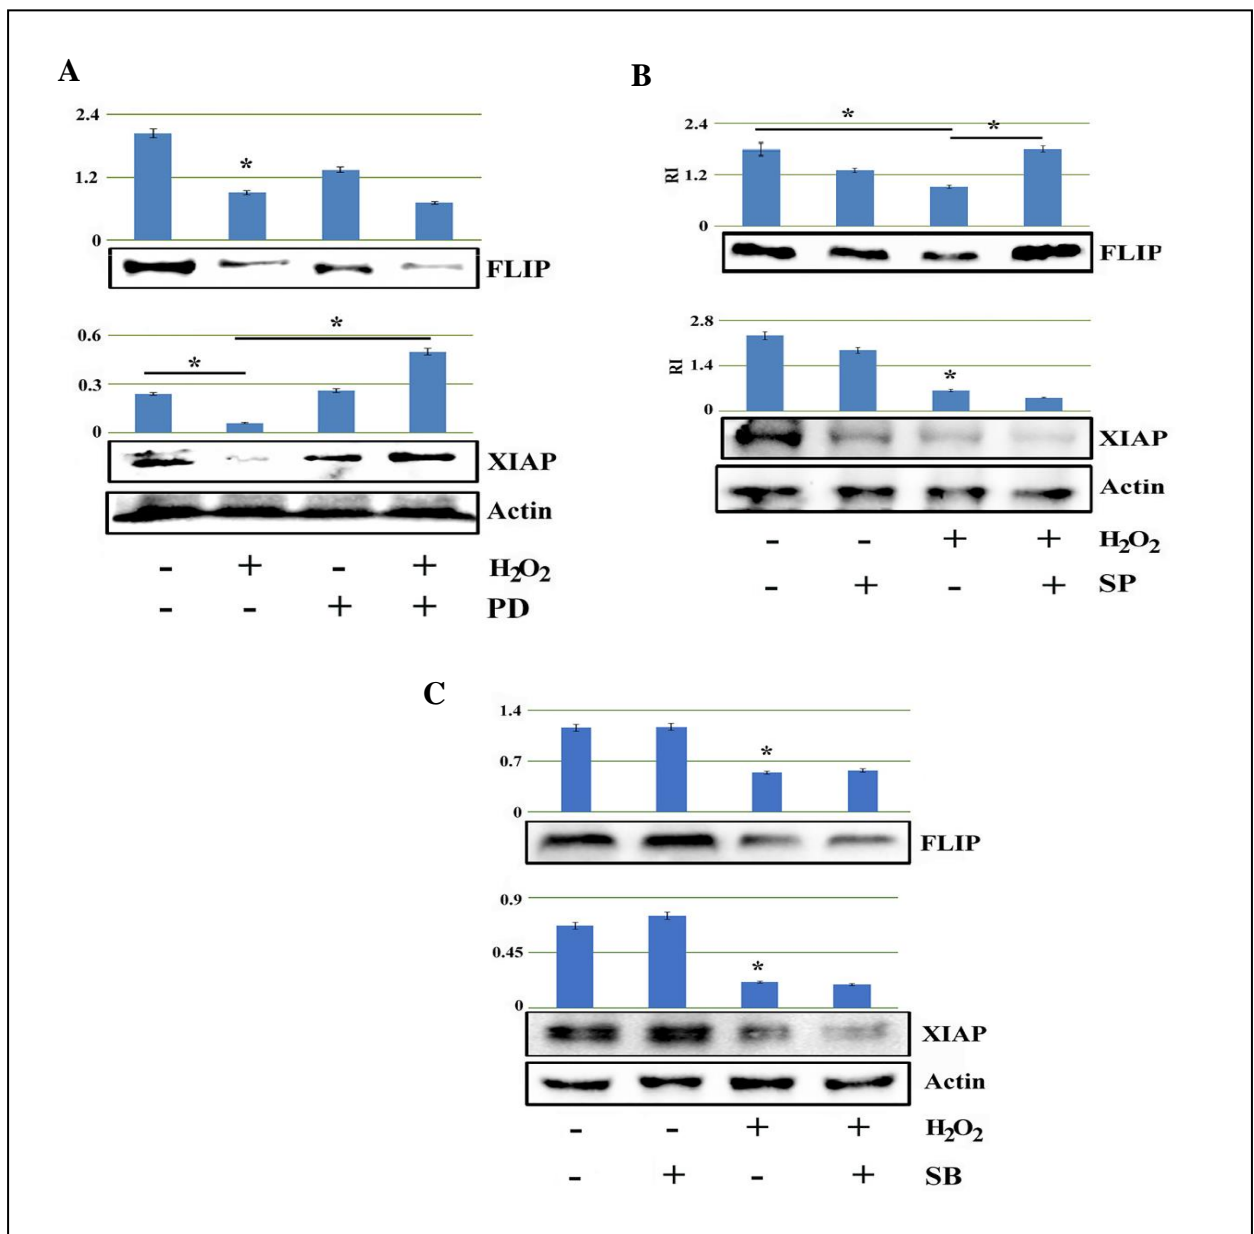 A
2.4
*
1.2
0
FLIP
0.6
*
*
0.3
0
XIAP
Actin
- + - + H2O2
- - + + PD
B
2.4
*
*
RI
1.2
0
FLIP
2.8
RI
1.4
*
0
XIAP
Actin
- - + + H2O2
- + - + SP
C
1.4
*
0.7
0
FLIP
0.9
0.45
*
0
XIAP
Actin
- - + + H2O2
- + - + SB